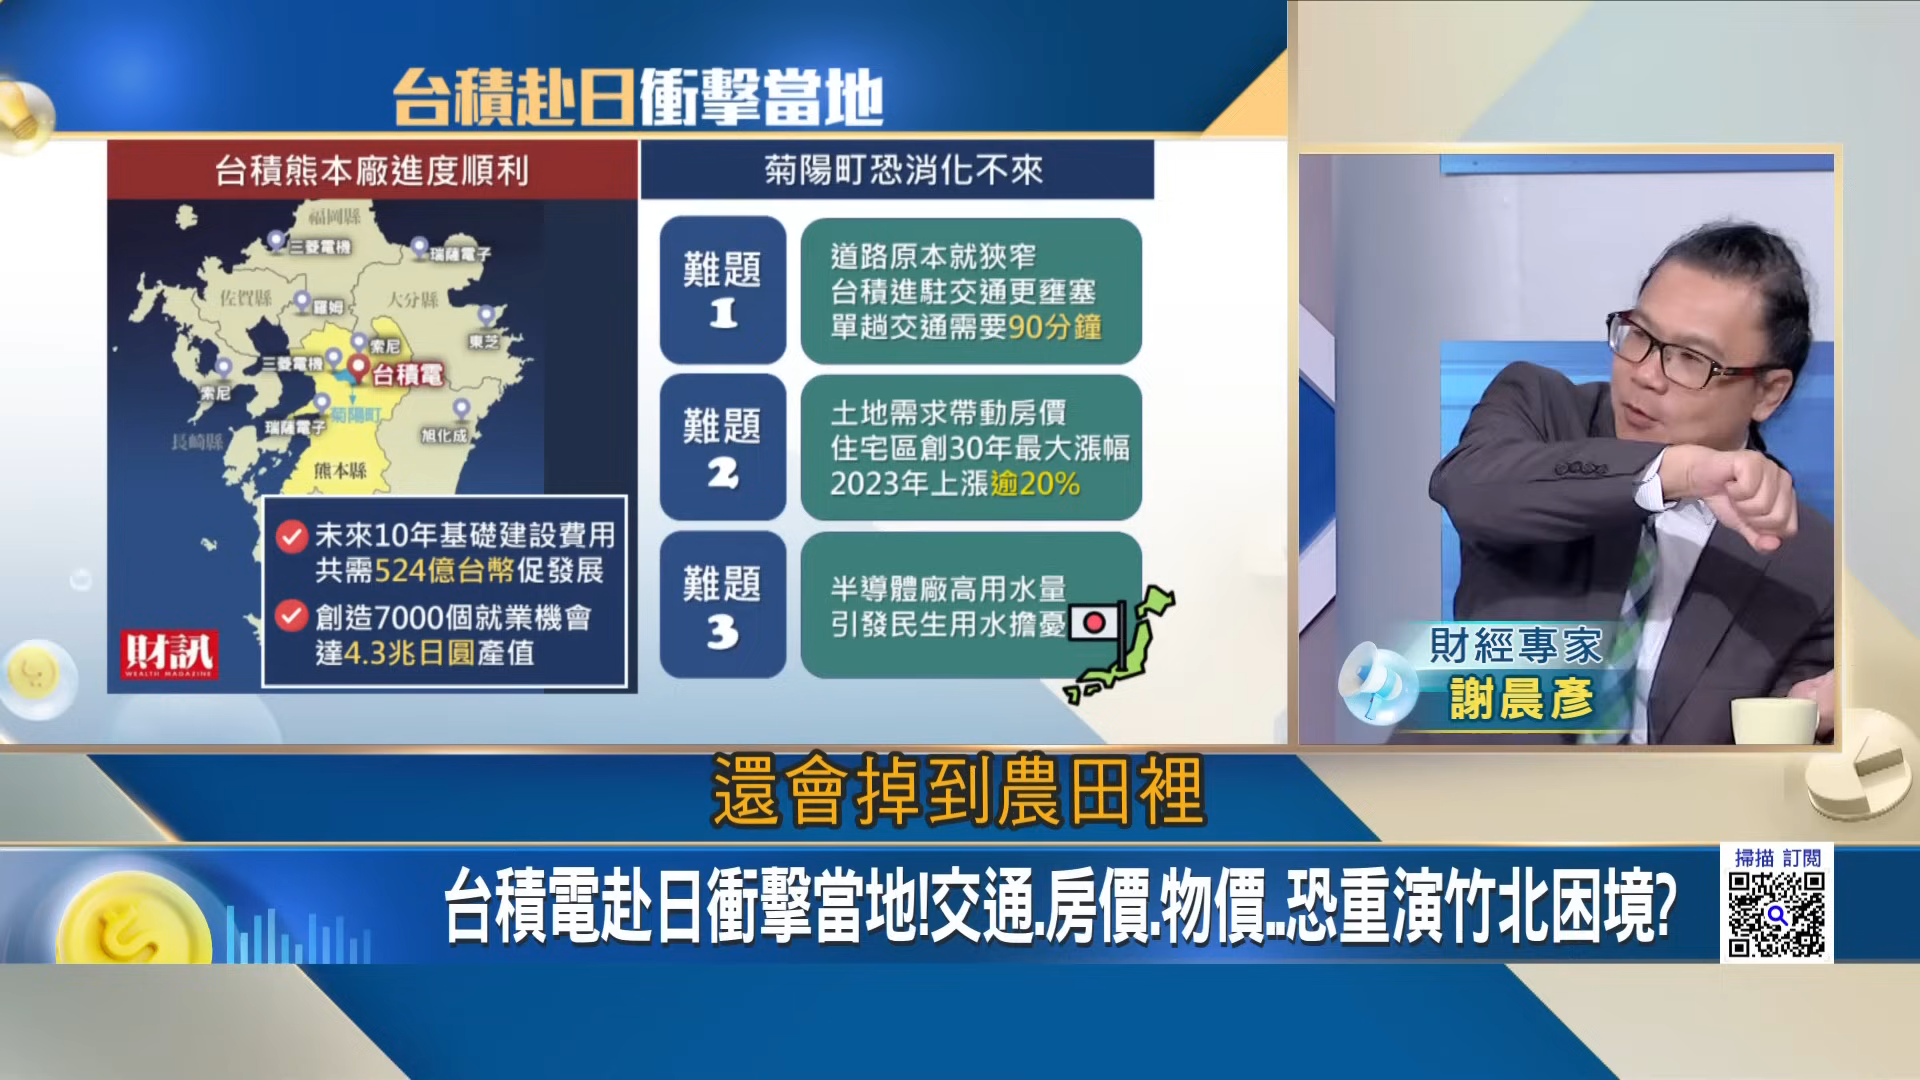 台積赴日衝擊當地
台積熊本廠進度順利
福岡縣
三菱電機
瑞薩電子
佐賀縣
羅姆
大分縣
東芝
索尼
三菱電機
台積電
索尼
菊陽町
瑞薩電子
旭化成
長崎縣
熊本縣
未來10年基礎建設費用
共需524億台幣促發展
創造7000個就業機會
達4.3兆日圓產值
財訊
WEALTH MAGAZINE
菊陽町恐消化不來
難題
1
道路原本就狹窄
台積進駐交通更壅塞
單趟交通需要90分鐘
難題
2
土地需求帶動房價
住宅區創30年最大漲幅
2023年上漲逾20%
難題
3
半導體廠高用水量
引發民生用水擔憂
財經專家
謝晨彥
還會掉到農田裡
台積電赴日衝擊當地!交通.房價.物價..恐重演竹北困境?
掃描 訂閱